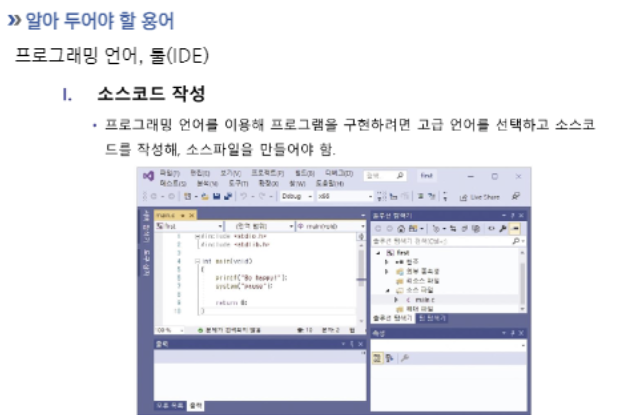 » 알아 두어야 할 용어
프로그래밍 언어, 툴(IDE)
I. 소스코드 작성
• 프로그래밍 언어를 이용해 프로그램을 구현하려면 고급 언어를 선택하고 소스코
드를 작성해, 소스파일을 만들어야 함.
파일(F) 편집(E) 보기(V) 프로젝트(P) 빌드(B) 디버그(D) 검색 first
테스트(S) 분석(N) 도구(T) 확장(X) 창(W) 도움말(H)
Debug x86 Live Share
main.c 솔루션 탐색기
first (전역 범위) main(void)
1 #include <stdio.h>
2 #include <stdlib.h>
3
4 int main(void)
5 {
6 printf("Be happy!");
7 system("pause");
8
9 return 0;
10 }
솔루션 탐색기 검색(Ctrl+;)
first
참조
외부 종속성
리소스 파일
소스 파일
main.c
헤더 파일
문제가 검색되지 않음 줄: 10 문자: 2
솔루션 탐색기 팀 탐색기
출력
속성
오류 목록 출력